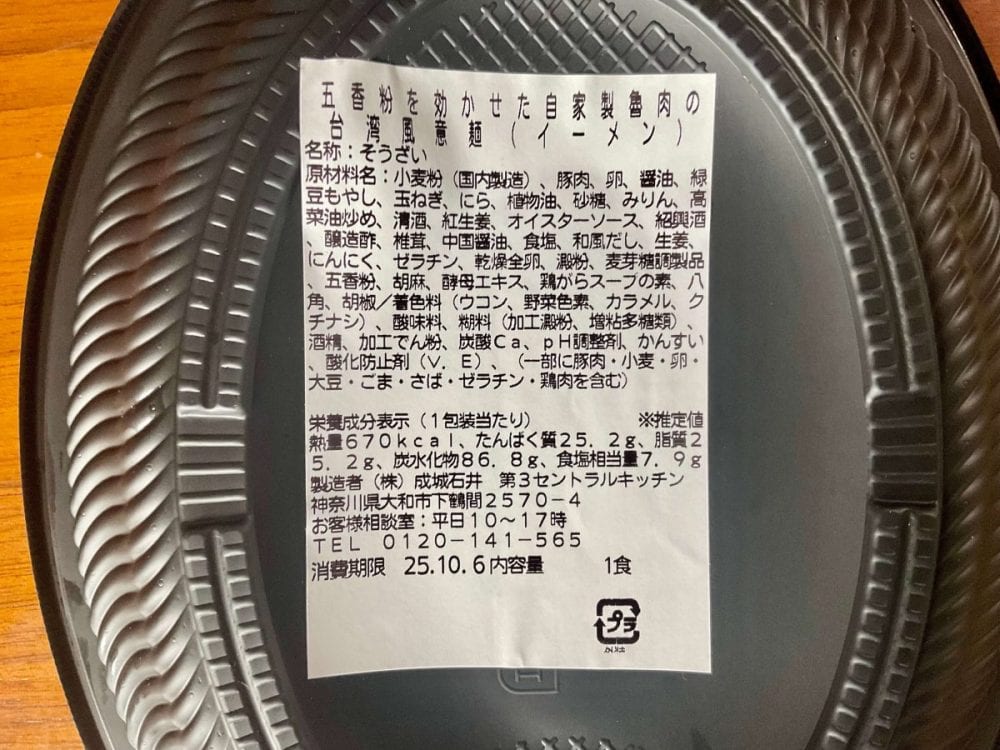 五香粉を効かせた自家製魯肉の
台湾風意麺(イーメン)
名称:そうざい
原材料名:小麦粉(国内製造)、豚肉、卵、醤油、緑
豆もやし、玉ねぎ、にら、植物油、砂糖、みりん、高
菜油炒め、清酒、紅生姜、オイスターソース、紹興酒
、醸造酢、椎茸、中国醤油、食塩、和風だし、生姜、
にんにく、ゼラチン、乾燥全卵、澱粉、麦芽糖調製品
、五香粉、胡麻、酵母エキス、鶏がらスープの素、八
角、胡椒/着色料(ウコン、野菜色素、カラメル、ク
チナシ)、酸味料、糊料(加工澱粉、増粘多糖類)、
酒精、加工でん粉、炭酸Ca、pH調整剤、かんすい
、酸化防止剤(V.E)、(一部に豚肉・小麦・卵・
大豆・ごま・さば・ゼラチン・鶏肉を含む)
栄養成分表示(1包装当たり) ※推定値
熱量670kcal、たんぱく質25.2g、脂質2
5.2g、炭水化物86.8g、食塩相当量7.9g
製造者(株)成城石井 第3セントラルキッチン
神奈川県大和市下鶴間2570-4
お客様相談室:平日10~17時
TEL 0120-141-565
消費期限 25.10.6内容量 1食
プラ